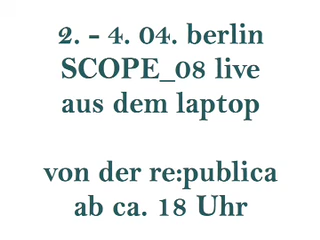 2. - 4. 04. berlin
SCOPE_08 live
aus dem laptop
von der re:publica
ab ca. 18 Uhr